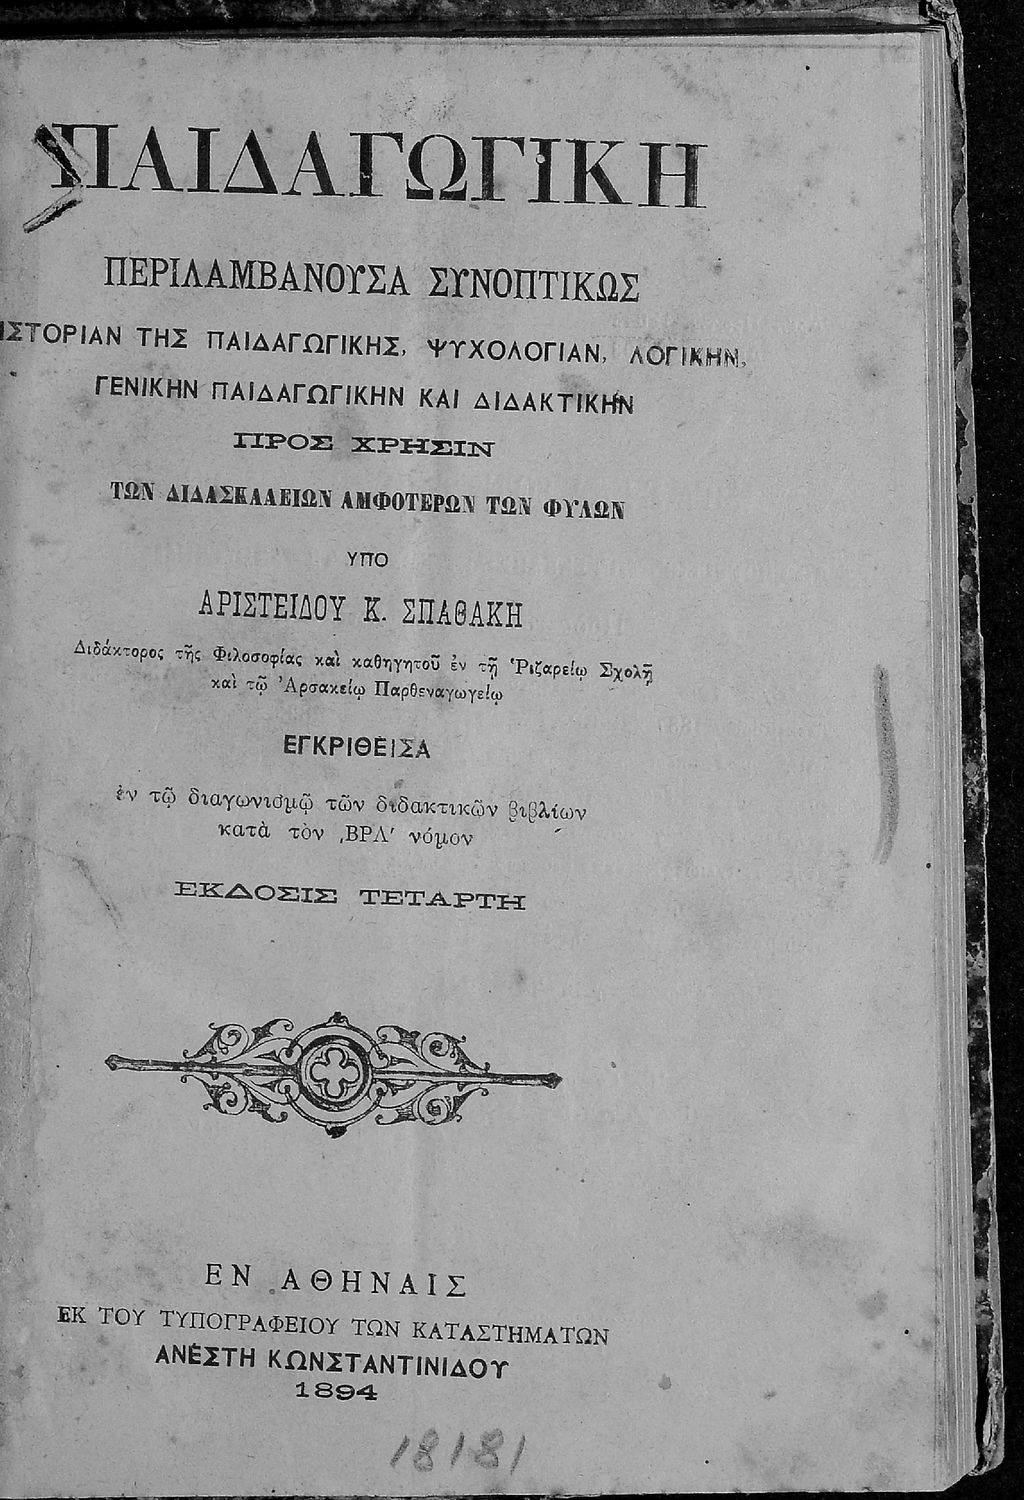 ΠΑΙΔΑΓΩΓΙΚΗ
ΠΕΡΙΛΑΜΒΑΝΟΥΣΑ ΣΥΝΟΠΤΙΚΩΣ
ΙΣΤΟΡΙΑΝ ΤΗΣ ΠΑΙΔΑΓΩΓΙΚΗΣ, ΨΥΧΟΛΟΓΙΑΝ, ΛΟΓΙΚΗΝ,
ΓΕΝΙΚΗΝ ΠΑΙΔΑΓΩΓΙΚΗΝ ΚΑΙ ΔΙΔΑΚΤΙΚΗΝ
ΠΡΟΣ ΧΡΗΣΙΝ
ΤΩΝ ΔΙΔΑΣΚΑΛΕΙΩΝ ΑΜΦΟΤΕΡΩΝ ΤΩΝ ΦΥΛΩΝ
ΥΠΟ
ΑΡΙΣΤΕΙΔΟΥ Κ. ΣΠΑΘΑΚΗ
Διδάκτορος τῆς Φιλοσοφίας καὶ καθηγητοῦ ἐν τῇ Ῥιζαρείῳ Σχολῇ
καὶ τῷ Ἀρσακείῳ Παρθεναγωγείῳ
ΕΓΚΡΙΘΕΙΣΑ
ἐν τῷ διαγωνισμῷ τῶν διδακτικῶν βιβλίων
κατὰ τὸν ͵ΒΡΛʹ νόμον
ΕΚΔΟΣΙΣ ΤΕΤΑΡΤΗ
ΕΝ ΑΘΗΝΑΙΣ
ΕΚ ΤΟΥ ΤΥΠΟΓΡΑΦΕΙΟΥ ΤΩΝ ΚΑΤΑΣΤΗΜΑΤΩΝ
ΑΝΕΣΤΗ ΚΩΝΣΤΑΝΤΙΝΙΔΟΥ
1894
18181